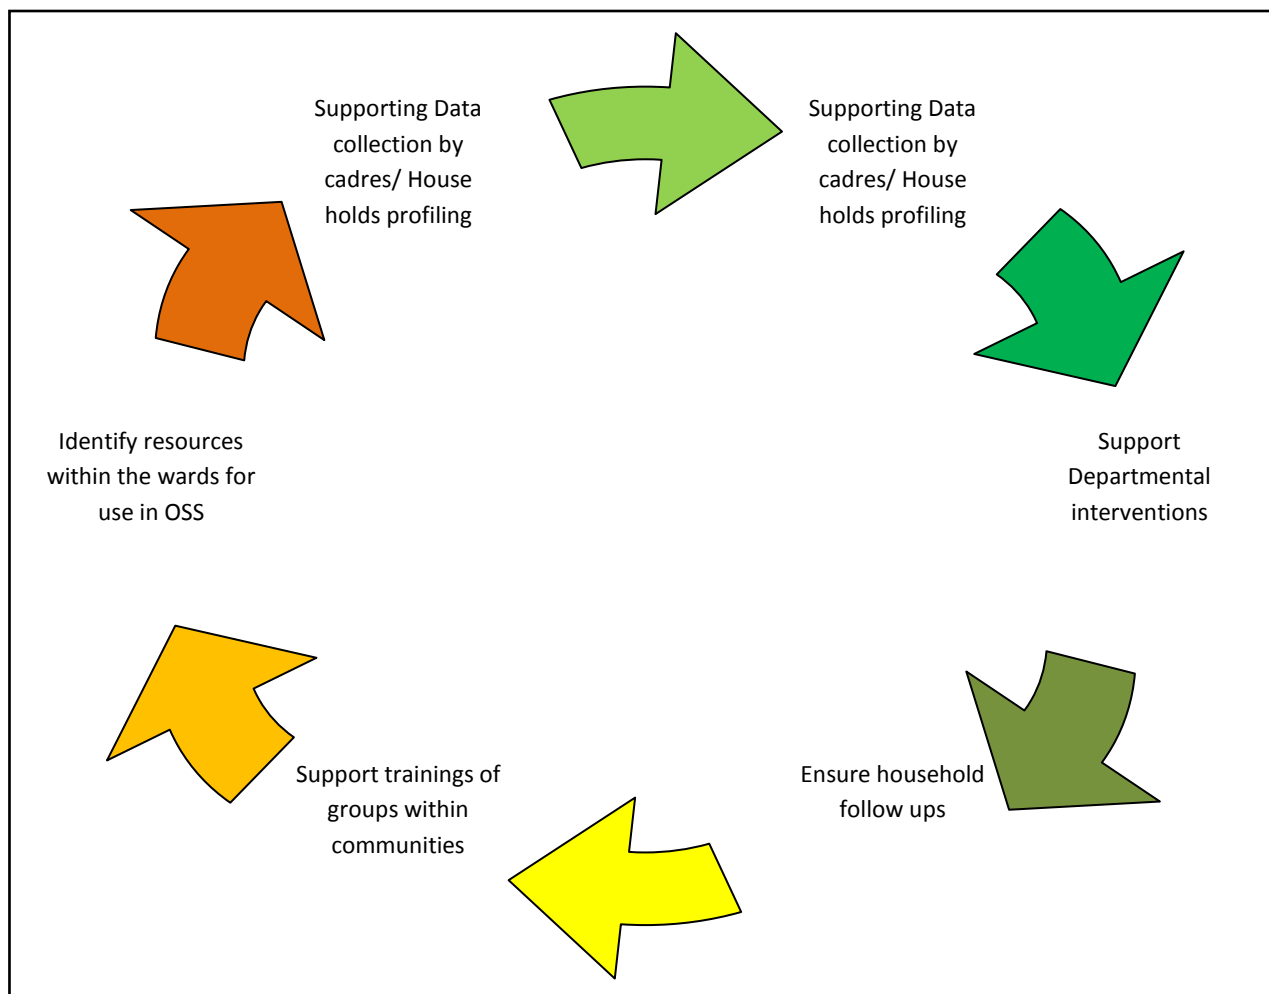 Supporting Data
collection by
cadres/ House
holds profiling
Supporting Data
collection by
cadres/ House
holds profiling
Support
Departmental
interventions
Ensure household
follow ups
Support trainings of
groups within
communities
Identify resources
within the wards for
use in OSS